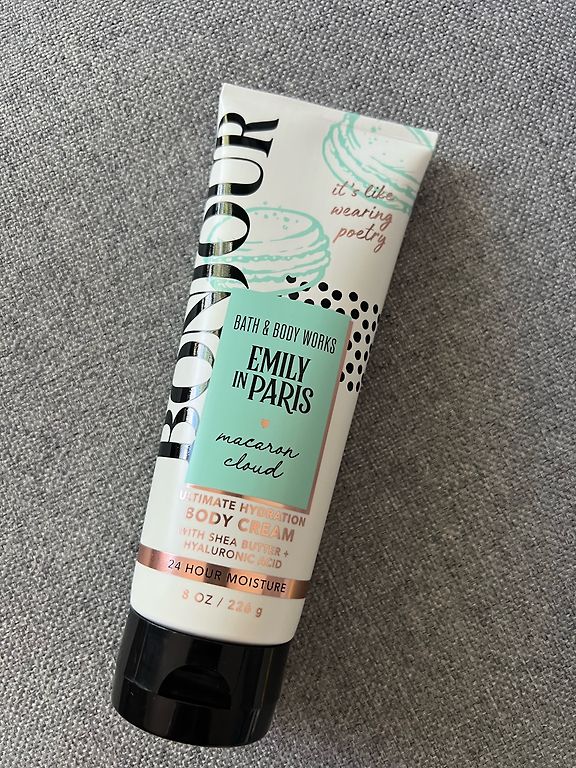 BONJOUR
it's like
wearing
poetry
BATH & BODY WORKS
EMILY
IN PARIS
macaron
cloud
ULTIMATE HYDRATION
BODY CREAM
WITH SHEA BUTTER +
HYALURONIC ACID
24 HOUR MOISTURE
8 OZ / 226 g